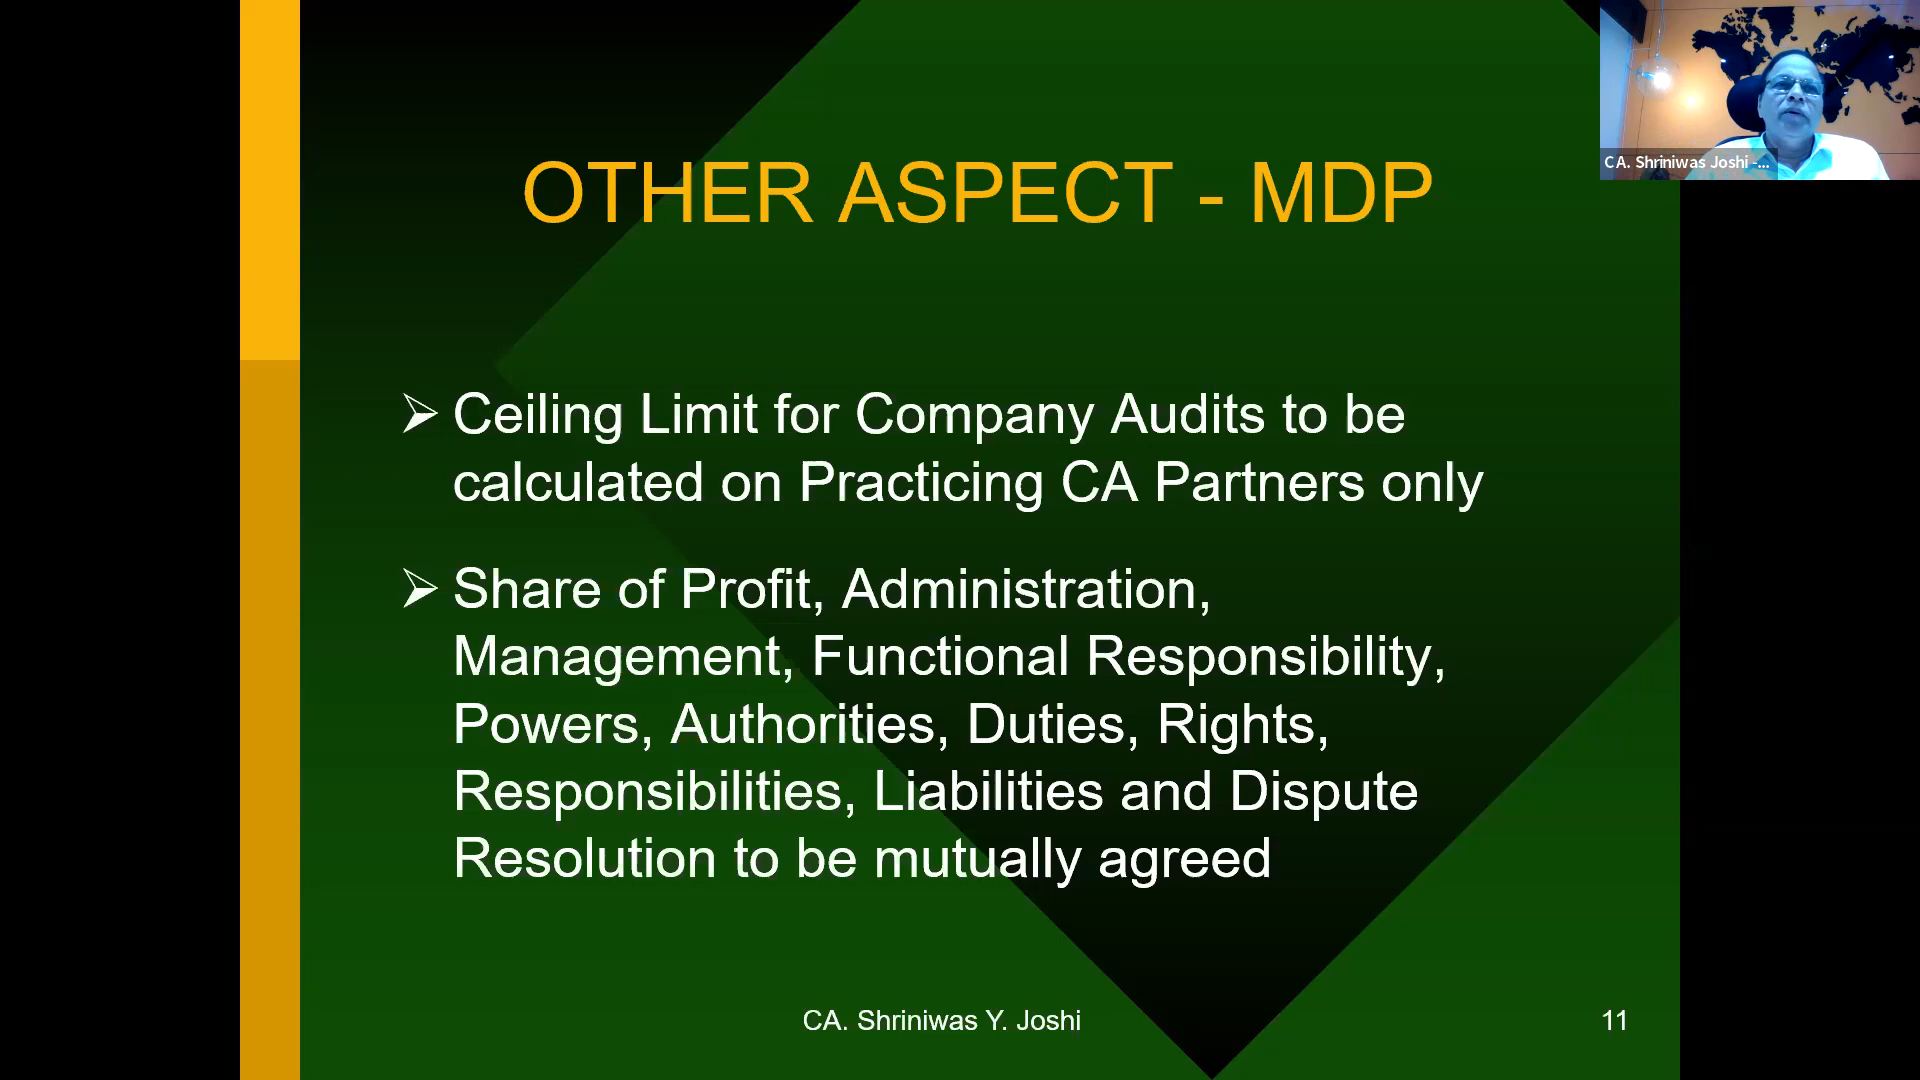 OTHER ASPECT - MDP
CA. Shriniwas Joshi -...
Ceiling Limit for Company Audits to be
calculated on Practicing CA Partners only
Share of Profit, Administration,
Management, Functional Responsibility,
Powers, Authorities, Duties, Rights,
Responsibilities, Liabilities and Dispute
Resolution to be mutually agreed
CA. Shriniwas Y. Joshi
11